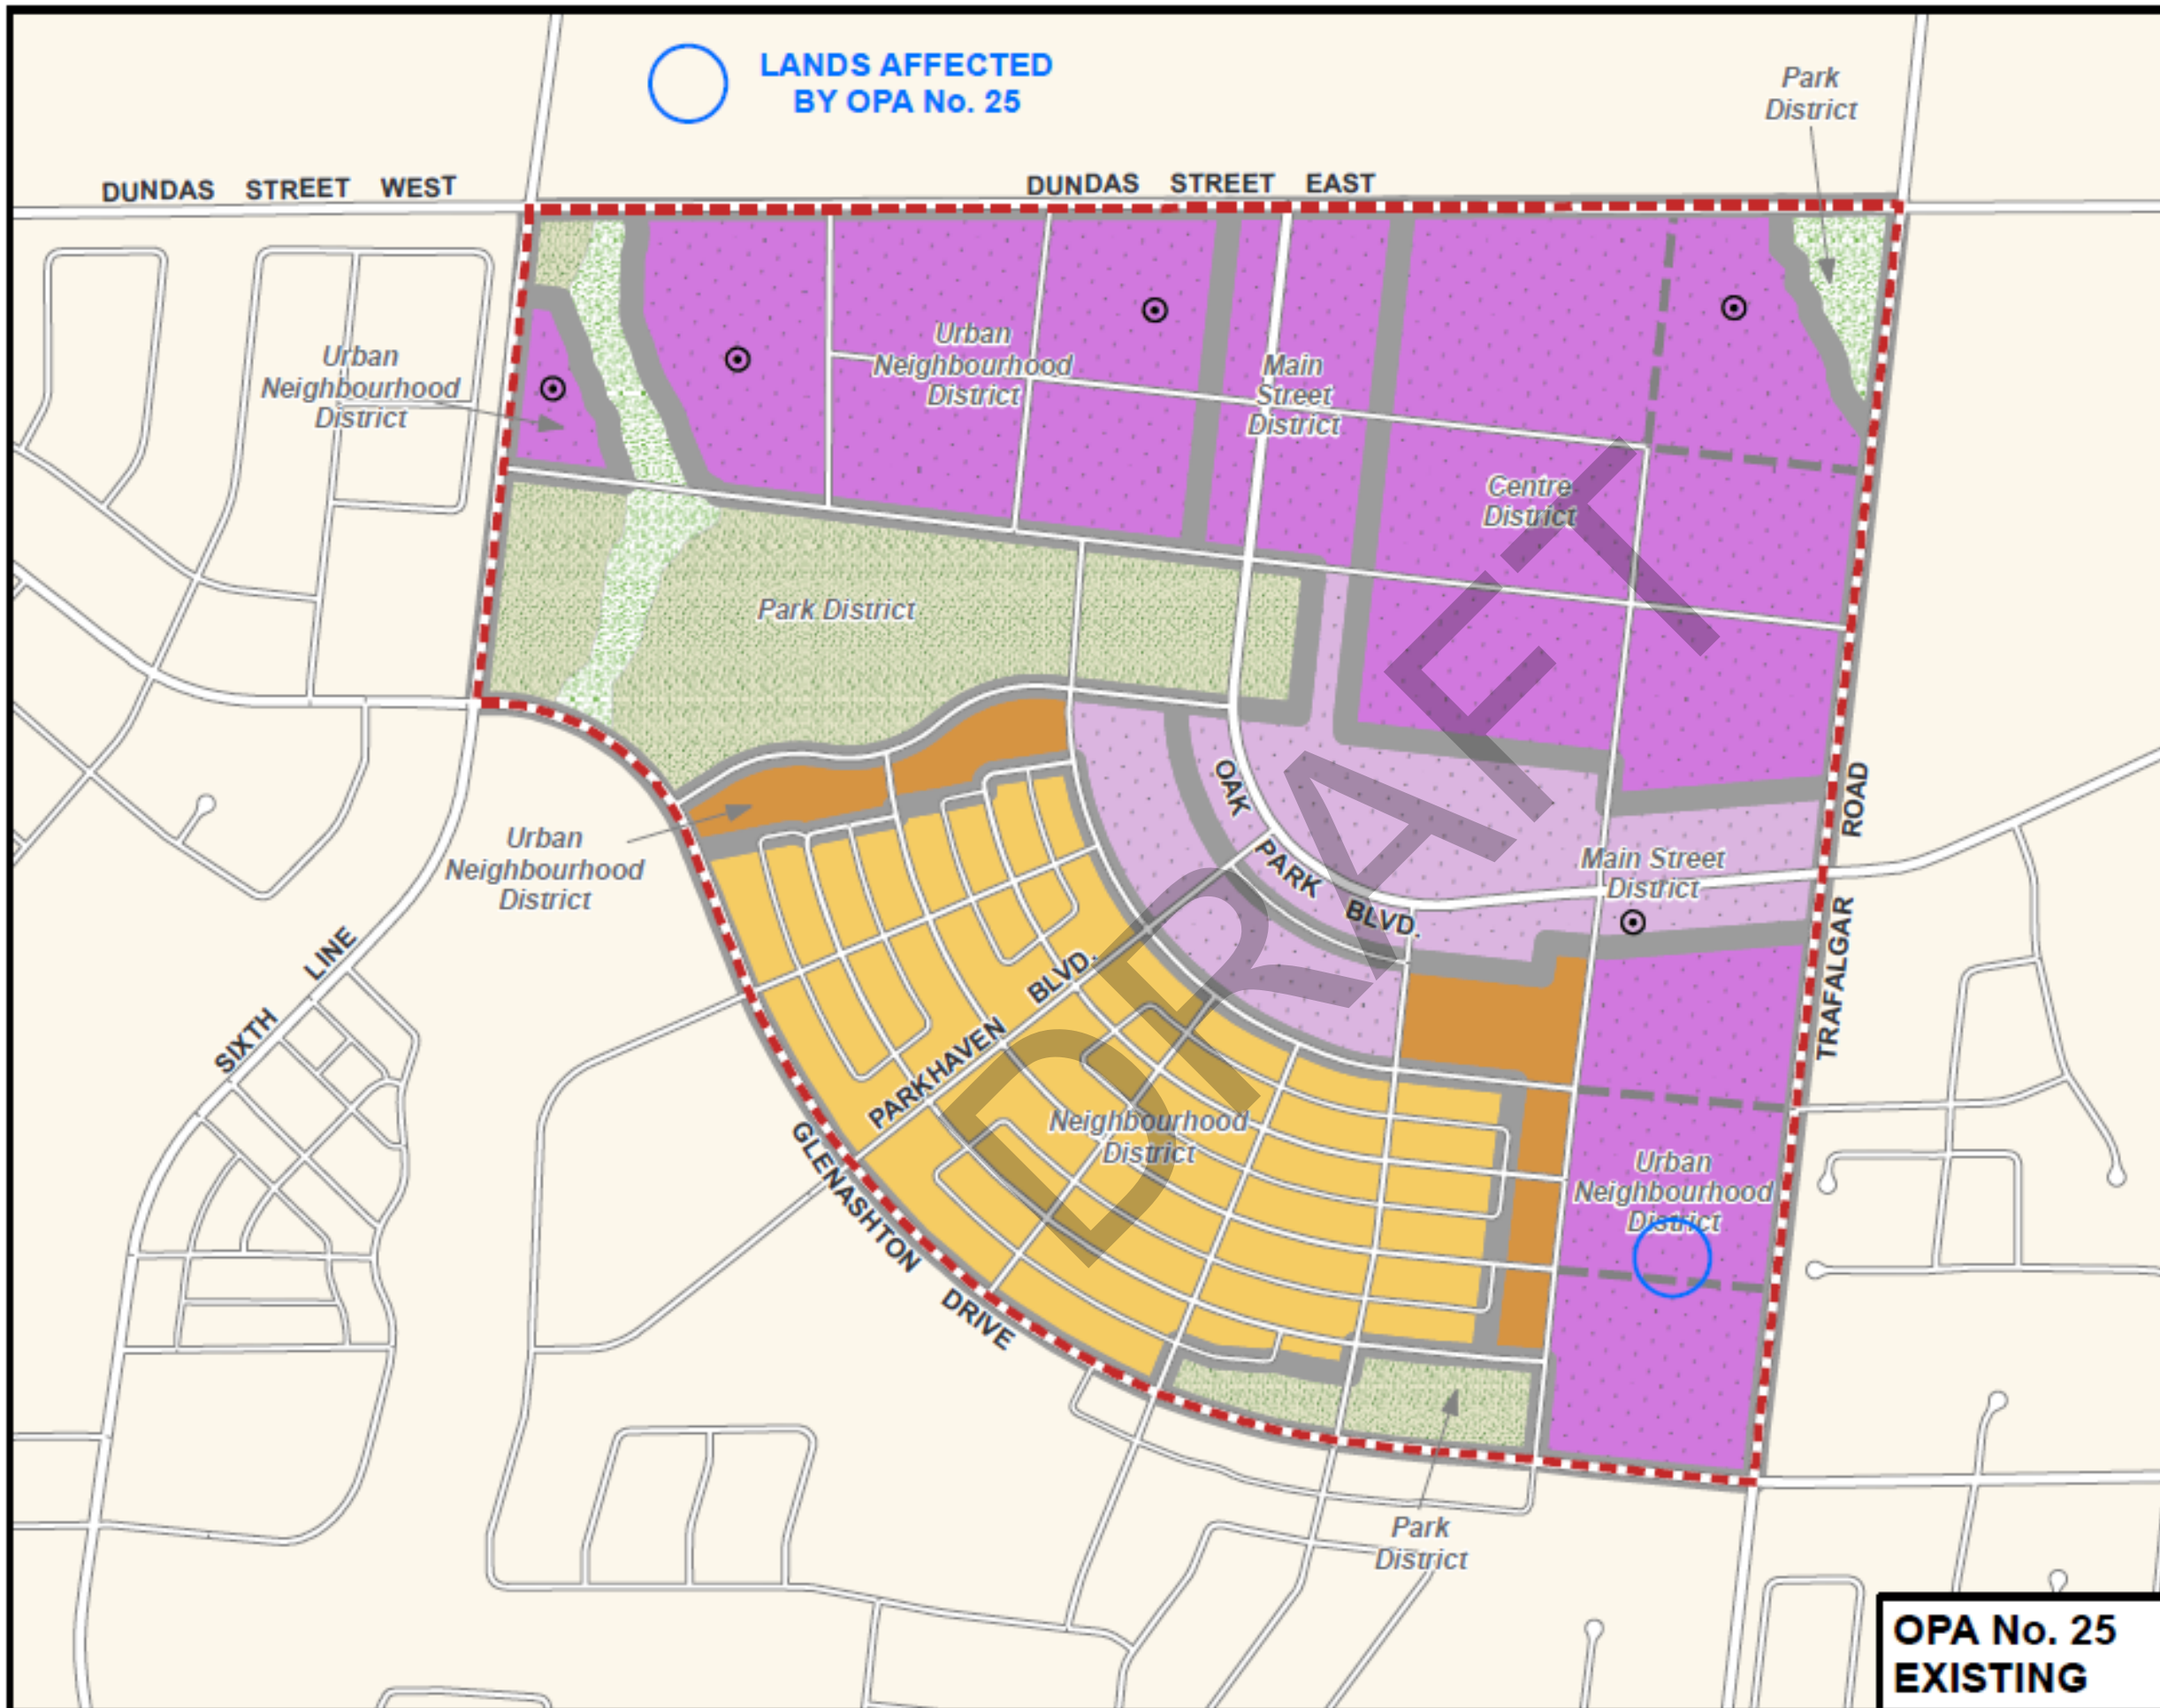 LANDS AFFECTED
BY OPA No. 25
Park
District
DUNDAS STREET WEST
DUNDAS STREET EAST
Urban
Neighbourhood
District
Urban
Neighbourhood
District
Main
Street
District
Centre
District
Park District
OAK
PARK
BLVD.
ROAD
TRAFALGAR
Main Street
District
Urban
Neighbourhood
District
SIXTH
LINE
PARKHAVEN
BLVD.
Neighbourhood
District
GLENASHTON
DRIVE
Urban
Neighbourhood
District
Park
District
DRAFT
OPA No. 25
EXISTING